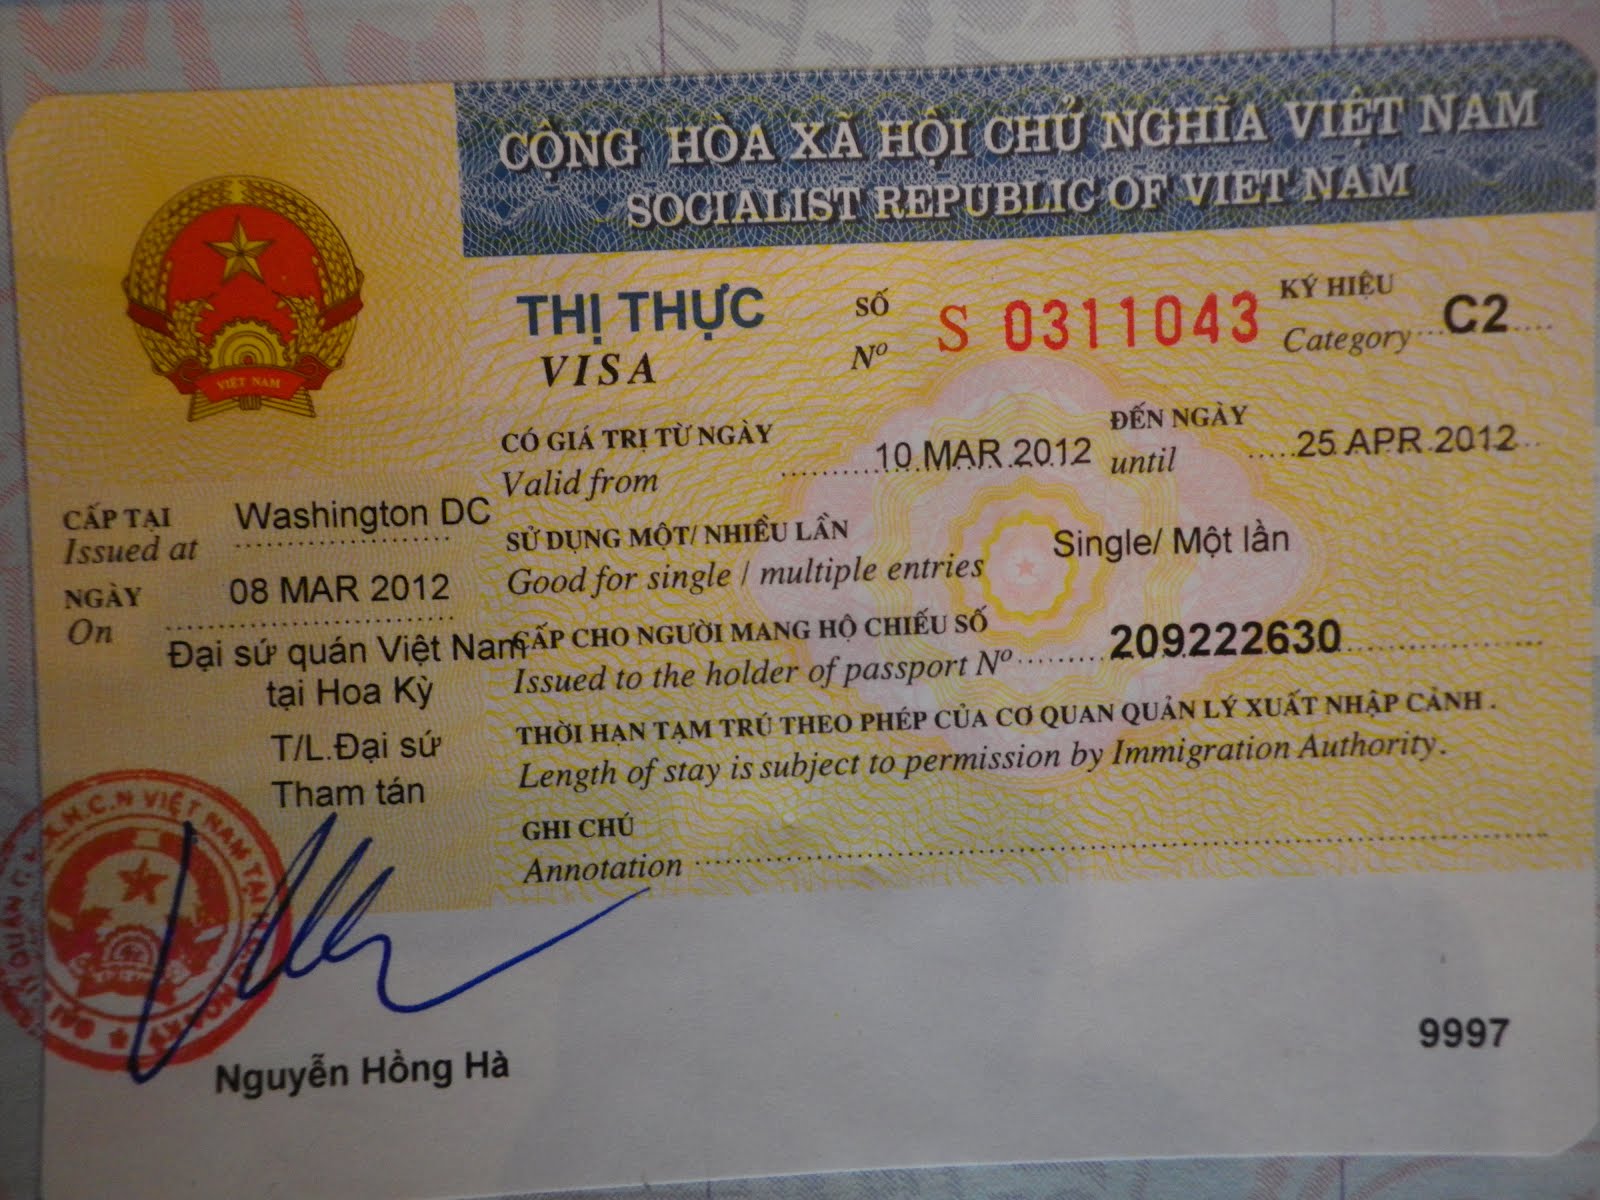 CỘNG HÒA XÃ HỘI CHỦ NGHĨA VIỆT NAM
SOCIALIST REPUBLIC OF VIET NAM
VIỆT NAM
THỊ THỰC
VISA
SỐ
Nº
S 0311043
KÝ HIỆU
Category
C2
CÓ GIÁ TRỊ TỪ NGÀY
Valid from
10 MAR 2012
ĐẾN NGÀY
until
25 APR 2012
CẤP TẠI
Issued at
Washington DC
NGÀY
On
08 MAR 2012
Đại sứ quán Việt Nam
tại Hoa Kỳ
T/L.Đại sứ
Tham tán
SỬ DỤNG MỘT/ NHIỀU LẦN
Good for single / multiple entries
Single/ Một lần
CẤP CHO NGƯỜI MANG HỘ CHIẾU SỐ
Issued to the holder of passport Nº
209222630
THỜI HẠN TẠM TRÚ THEO PHÉP CỦA CƠ QUAN QUẢN LÝ XUẤT NHẬP CẢNH .
Length of stay is subject to permission by Immigration Authority.
GHI CHÚ
Annotation
X.H.C.N VIỆT NAM TẠI
Nguyễn Hồng Hà
9997